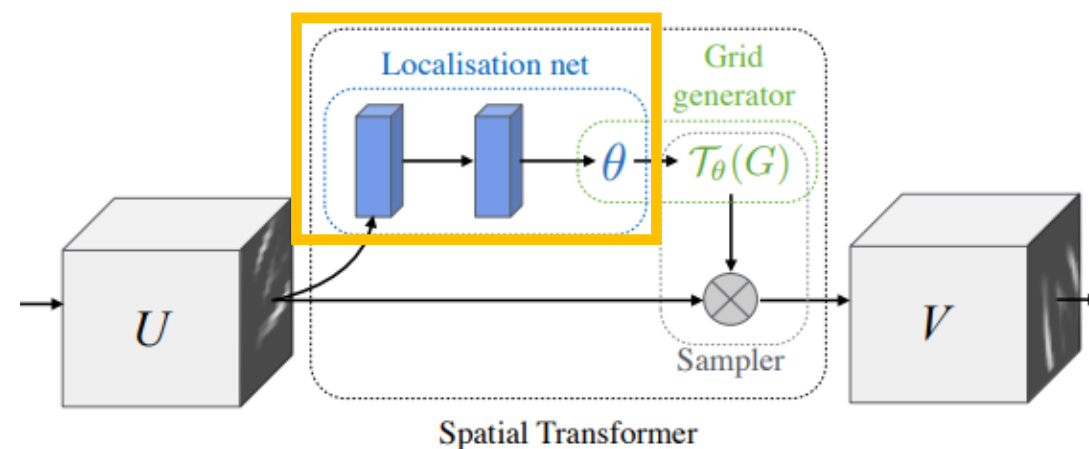 Localisation net
Grid
generator
θ
𝒯θ(G)
U
V
Sampler
Spatial Transformer